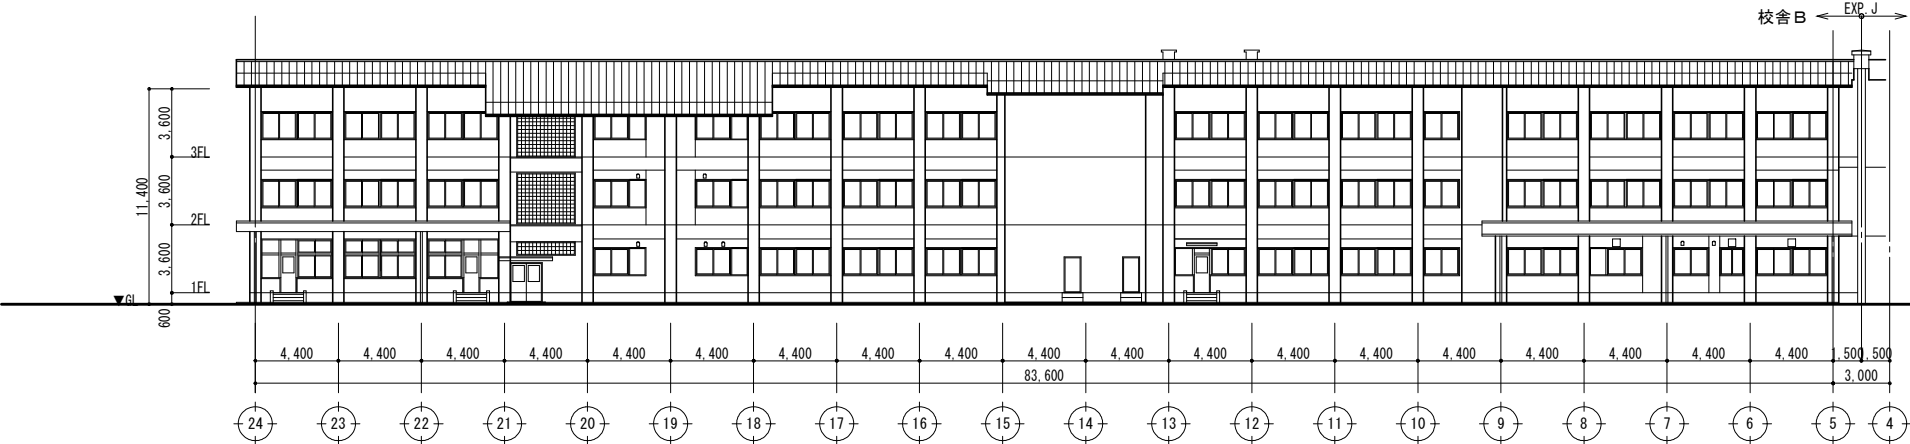 校舎B
EXP. J
3,600
3FL
3,600
11,400
2FL
3,600
1FL
GL
600
4,400 4,400 4,400 4,400 4,400 4,400 4,400 4,400 4,400 4,400 4,400 4,400 4,400 4,400 4,400 4,400 4,400 4,400 4,400 1,500 1,500
83,600 3,000
24 23 22 21 20 19 18 17 16 15 14 13 12 11 10 9 8 7 6 5 4